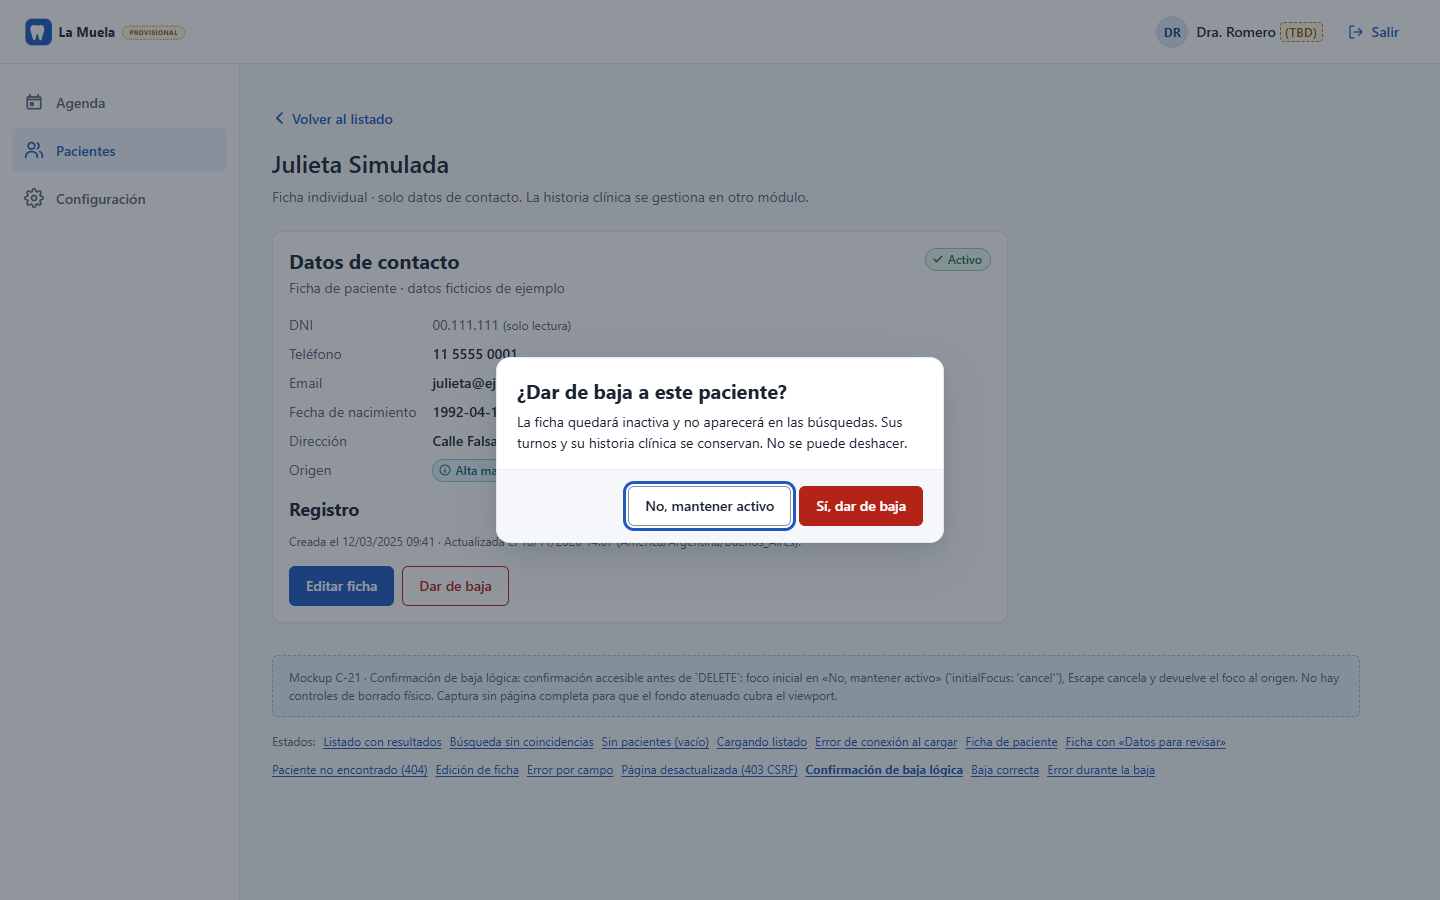 La Muela PROVISIONAL
DR Dra. Romero (TBD) Salir
Agenda
Pacientes
Configuración
Volver al listado
Julieta Simulada
Ficha individual · solo datos de contacto. La historia clínica se gestiona en otro módulo.
Datos de contacto
Activo
Ficha de paciente · datos ficticios de ejemplo
DNI 00.111.111 (solo lectura)
Teléfono 11 5555 0001
Email julieta@ej
Fecha de nacimiento 1992-04-1
Dirección Calle Falsa
Origen Alta ma
¿Dar de baja a este paciente?
La ficha quedará inactiva y no aparecerá en las búsquedas. Sus
turnos y su historia clínica se conservan. No se puede deshacer.
No, mantener activo Sí, dar de baja
Registro
Creada el 12/03/2025 09:41 · Actualizada
Editar ficha Dar de baja
Mockup C-21 · Confirmación de baja lógica: confirmación accesible antes de `DELETE`: foco inicial en «No, mantener activo» (`initialFocus: 'cancel'`), Escape cancela y devuelve el foco al origen. No hay
controles de borrado físico. Captura sin página completa para que el fondo atenuado cubra el viewport.
Estados: Listado con resultados Búsqueda sin coincidencias Sin pacientes (vacío) Cargando listado Error de conexión al cargar Ficha de paciente Ficha con «Datos para revisar»
Paciente no encontrado (404) Edición de ficha Error por campo Página desactualizada (403 CSRF) Confirmación de baja lógica Baja correcta Error durante la baja